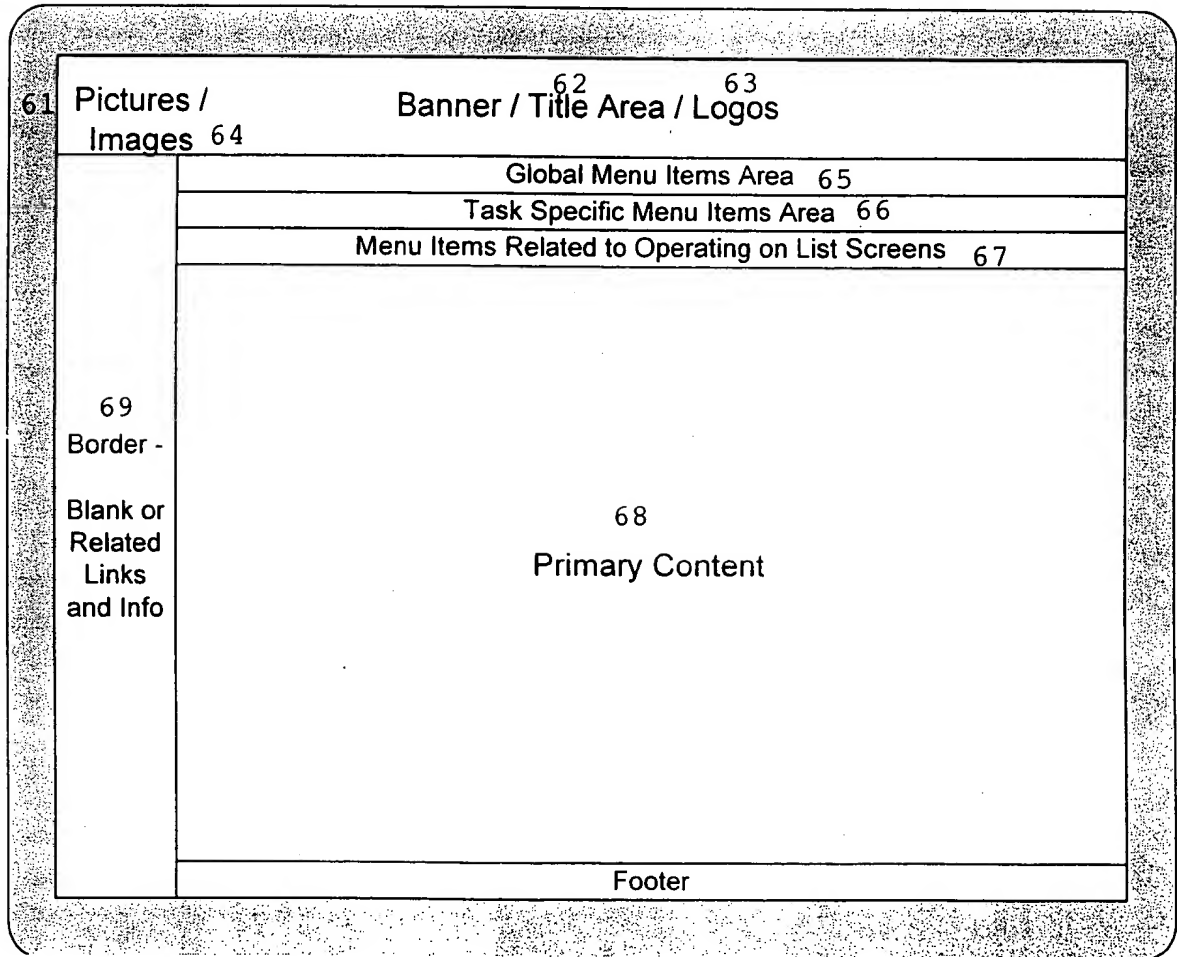 62 63
61 Pictures / Banner / Title Area / Logos
Images 64
Global Menu Items Area 65
Task Specific Menu Items Area 66
Menu Items Related to Operating on List Screens 67
69
Border -
Blank or
Related
Links
and Info
68
Primary Content
Footer